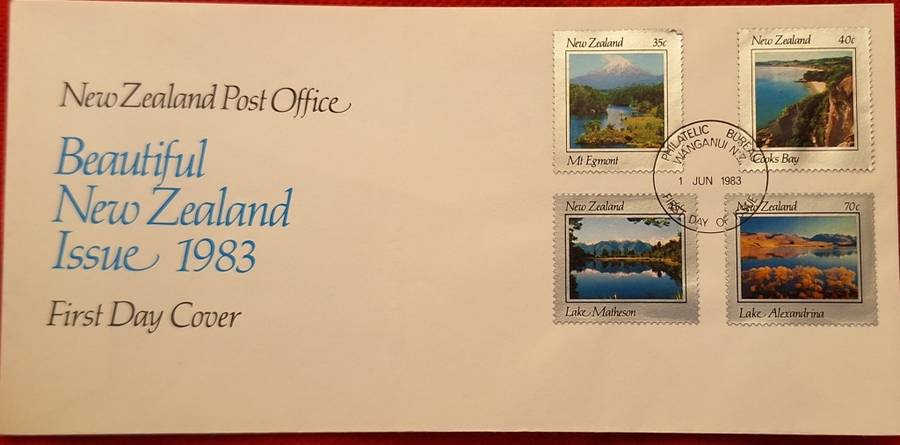 New Zealand Post Office
Beautiful
New Zealand
Issue 1983
First Day Cover
New Zealand 35c
Mt Egmont
New Zealand 40c
Cooks Bay
PHILATELIC BUREAU
WANGANUI N.Z.
1 JUN 1983
FIRST DAY OF ISSUE
New Zealand
Lake Matheson
New Zealand 70c
Lake Alexandrina